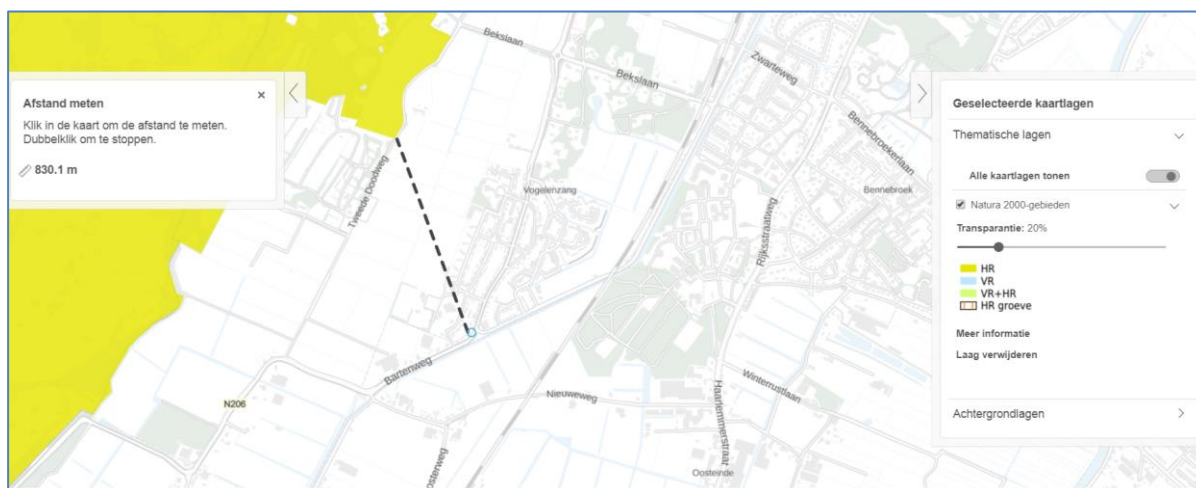 Afstand meten
×
Klik in de kaart om de afstand te meten.
Dubbelklik om te stoppen.
830.1 m
Bekslaan
Bekslaan
Zwarteweg
Bennebroekerlaan
Tweede Doodweg
Vogelenzang
Bennebroek
Rijksstraatweg
Bartenweg
N206
Nieuweweg
Winterrustlaan
Haarlemmerstraat
Oosteinde
Geselecteerde kaartlagen
Thematische lagen
Alle kaartlagen tonen
Natura 2000-gebieden
Transparantie: 20%
HR
VR
VR+HR
HR groeve
Meer informatie
Laag verwijderen
Achtergrondlagen